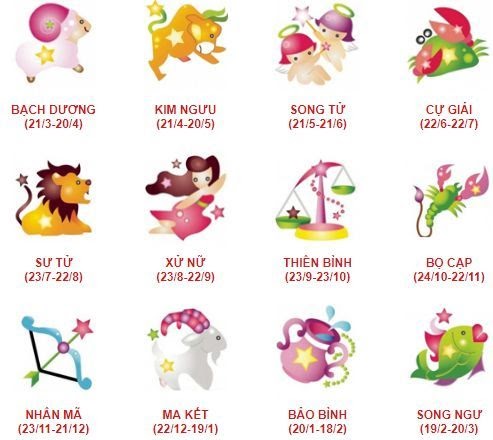 BẠCH DƯƠNG
(21/3-20/4)
KIM NGƯU
(21/4-20/5)
SONG TỬ
(21/5-21/6)
CỰ GIẢI
(22/6-22/7)
SƯ TỬ
(23/7-22/8)
XỬ NỮ
(23/8-22/9)
THIÊN BÌNH
(23/9-23/10)
BỌ CẠP
(24/10-22/11)
NHÂN MÃ
(23/11-21/12)
MA KẾT
(22/12-19/1)
BẢO BÌNH
(20/1-18/2)
SONG NGƯ
(19/2-20/3)